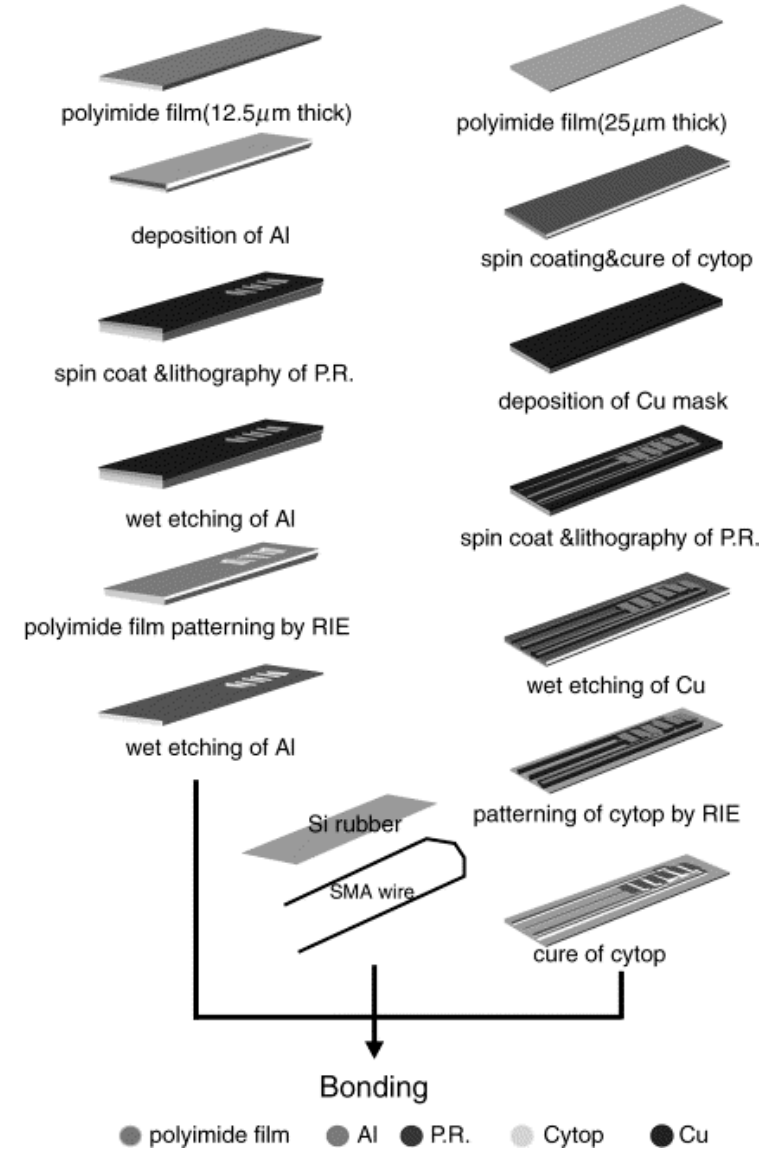 polyimide film(12.5μm thick)
deposition of Al
spin coat &lithography of P.R.
wet etching of Al
polyimide film patterning by RIE
wet etching of Al
polyimide film(25μm thick)
spin coating&cure of cytop
deposition of Cu mask
spin coat &lithography of P.R.
wet etching of Cu
patterning of cytop by RIE
cure of cytop
Si rubber
SMA wire
Bonding
polyimide film Al P.R. Cytop Cu